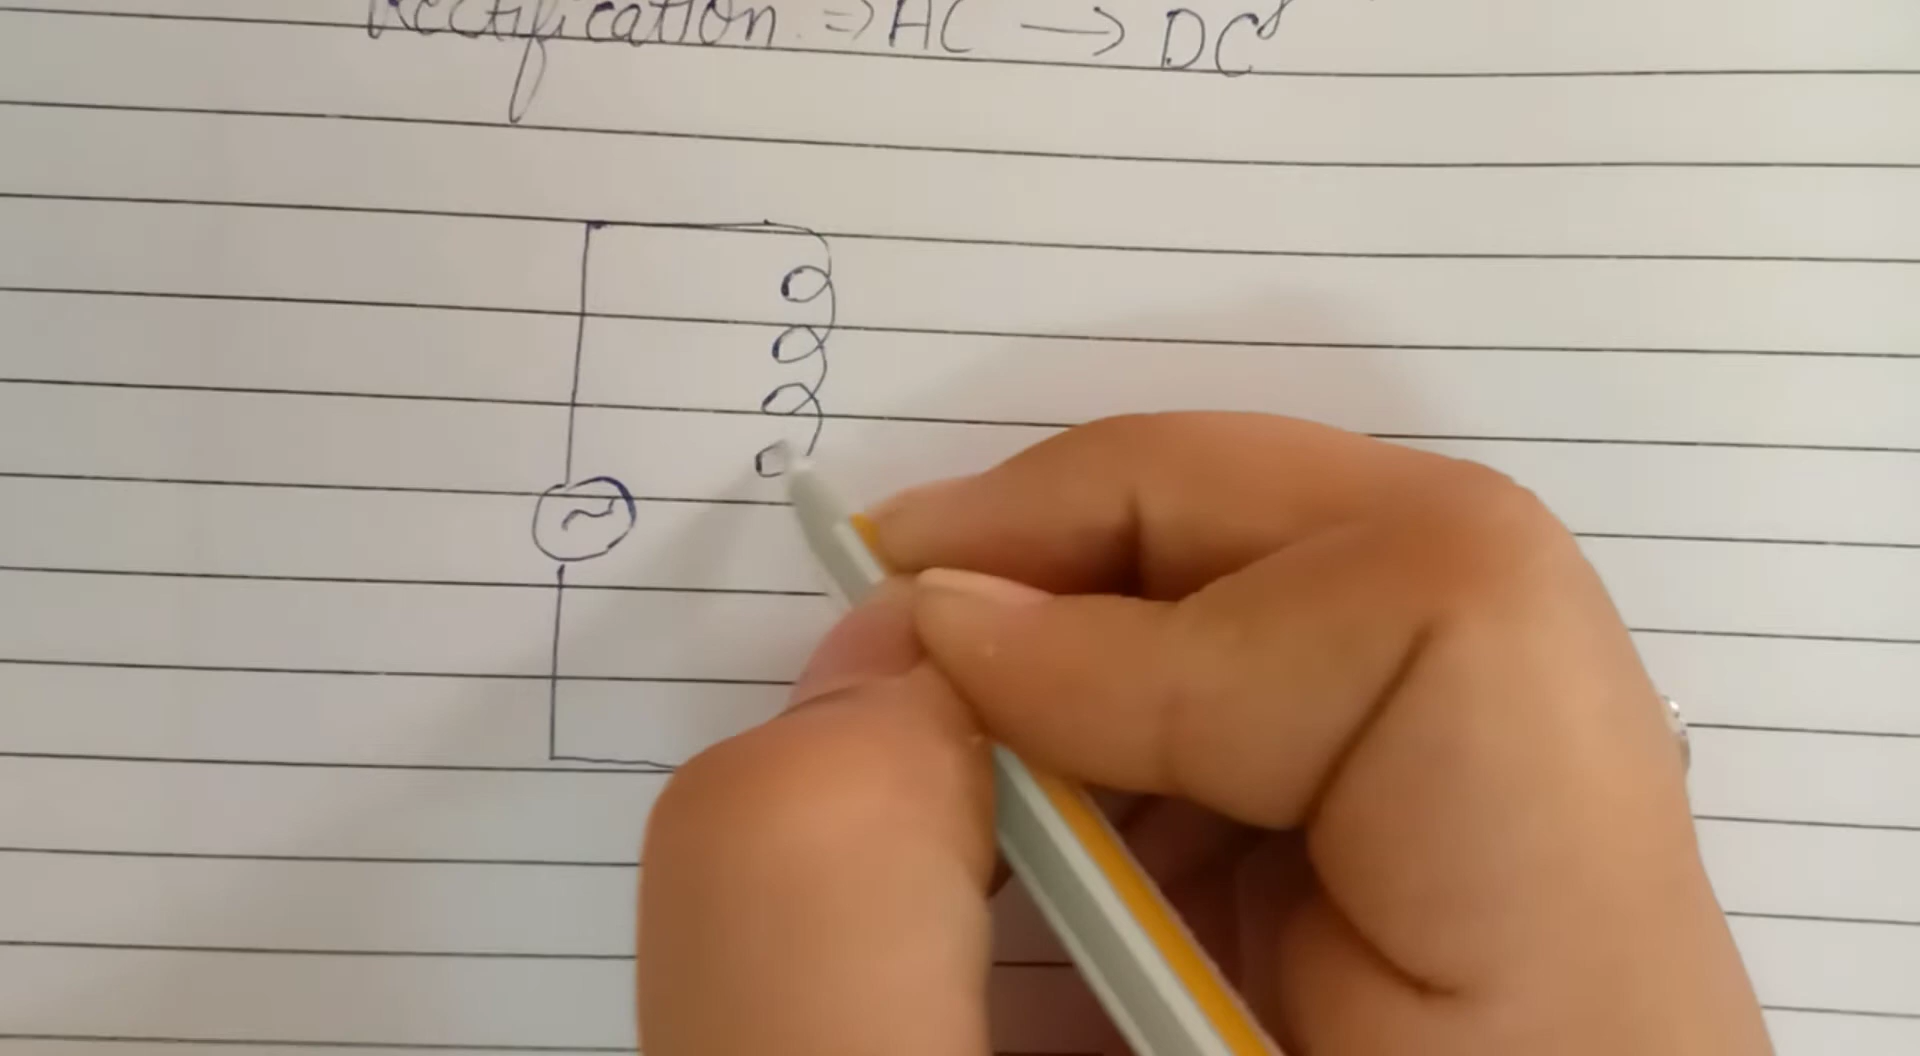 Rectification ⇒ AC → DC
~